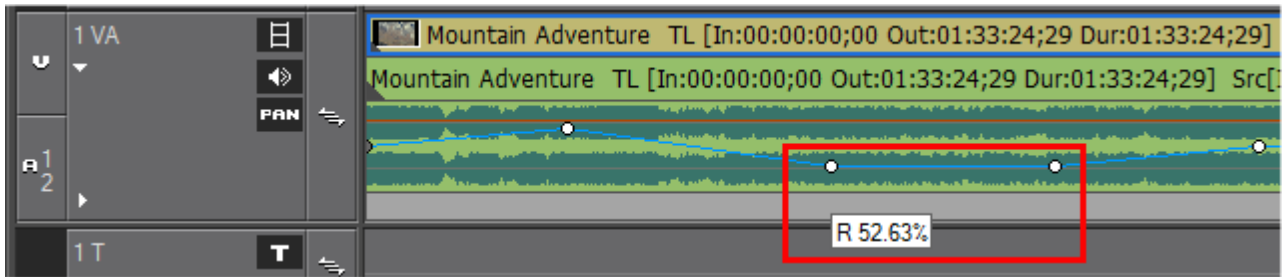 1 VA
Mountain Adventure TL [In:00:00:00;00 Out:01:33:24;29 Dur:01:33:24;29]
V
Mountain Adventure TL [In:00:00:00;00 Out:01:33:24;29 Dur:01:33:24;29] Src[
PAN
A 1
2
R 52.63%
1 T
T